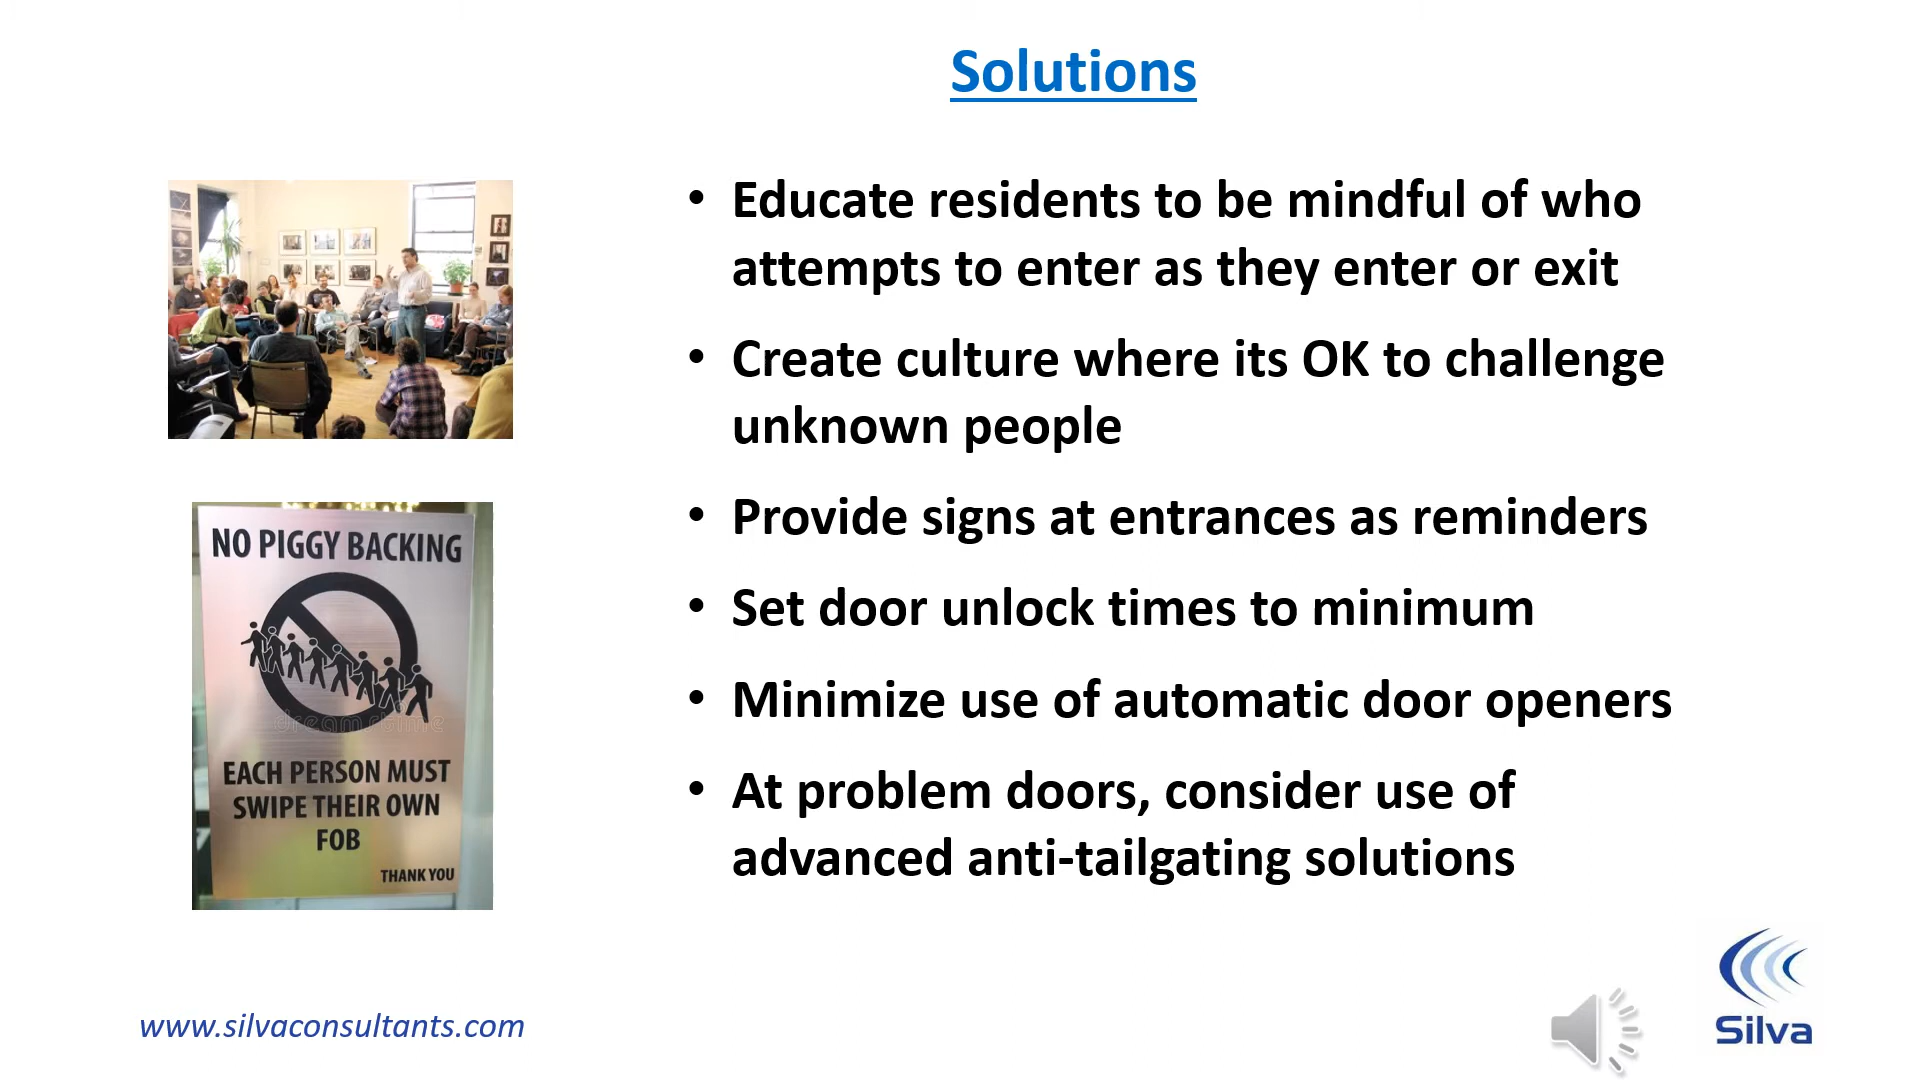 Solutions
• Educate residents to be mindful of who
attempts to enter as they enter or exit
• Create culture where its OK to challenge
unknown people
• Provide signs at entrances as reminders
• Set door unlock times to minimum
• Minimize use of automatic door openers
• At problem doors, consider use of
advanced anti-tailgating solutions
NO PIGGY BACKING
dreamstime
EACH PERSON MUST
SWIPE THEIR OWN
FOB
THANK YOU
www.silvaconsultants.com
Silva